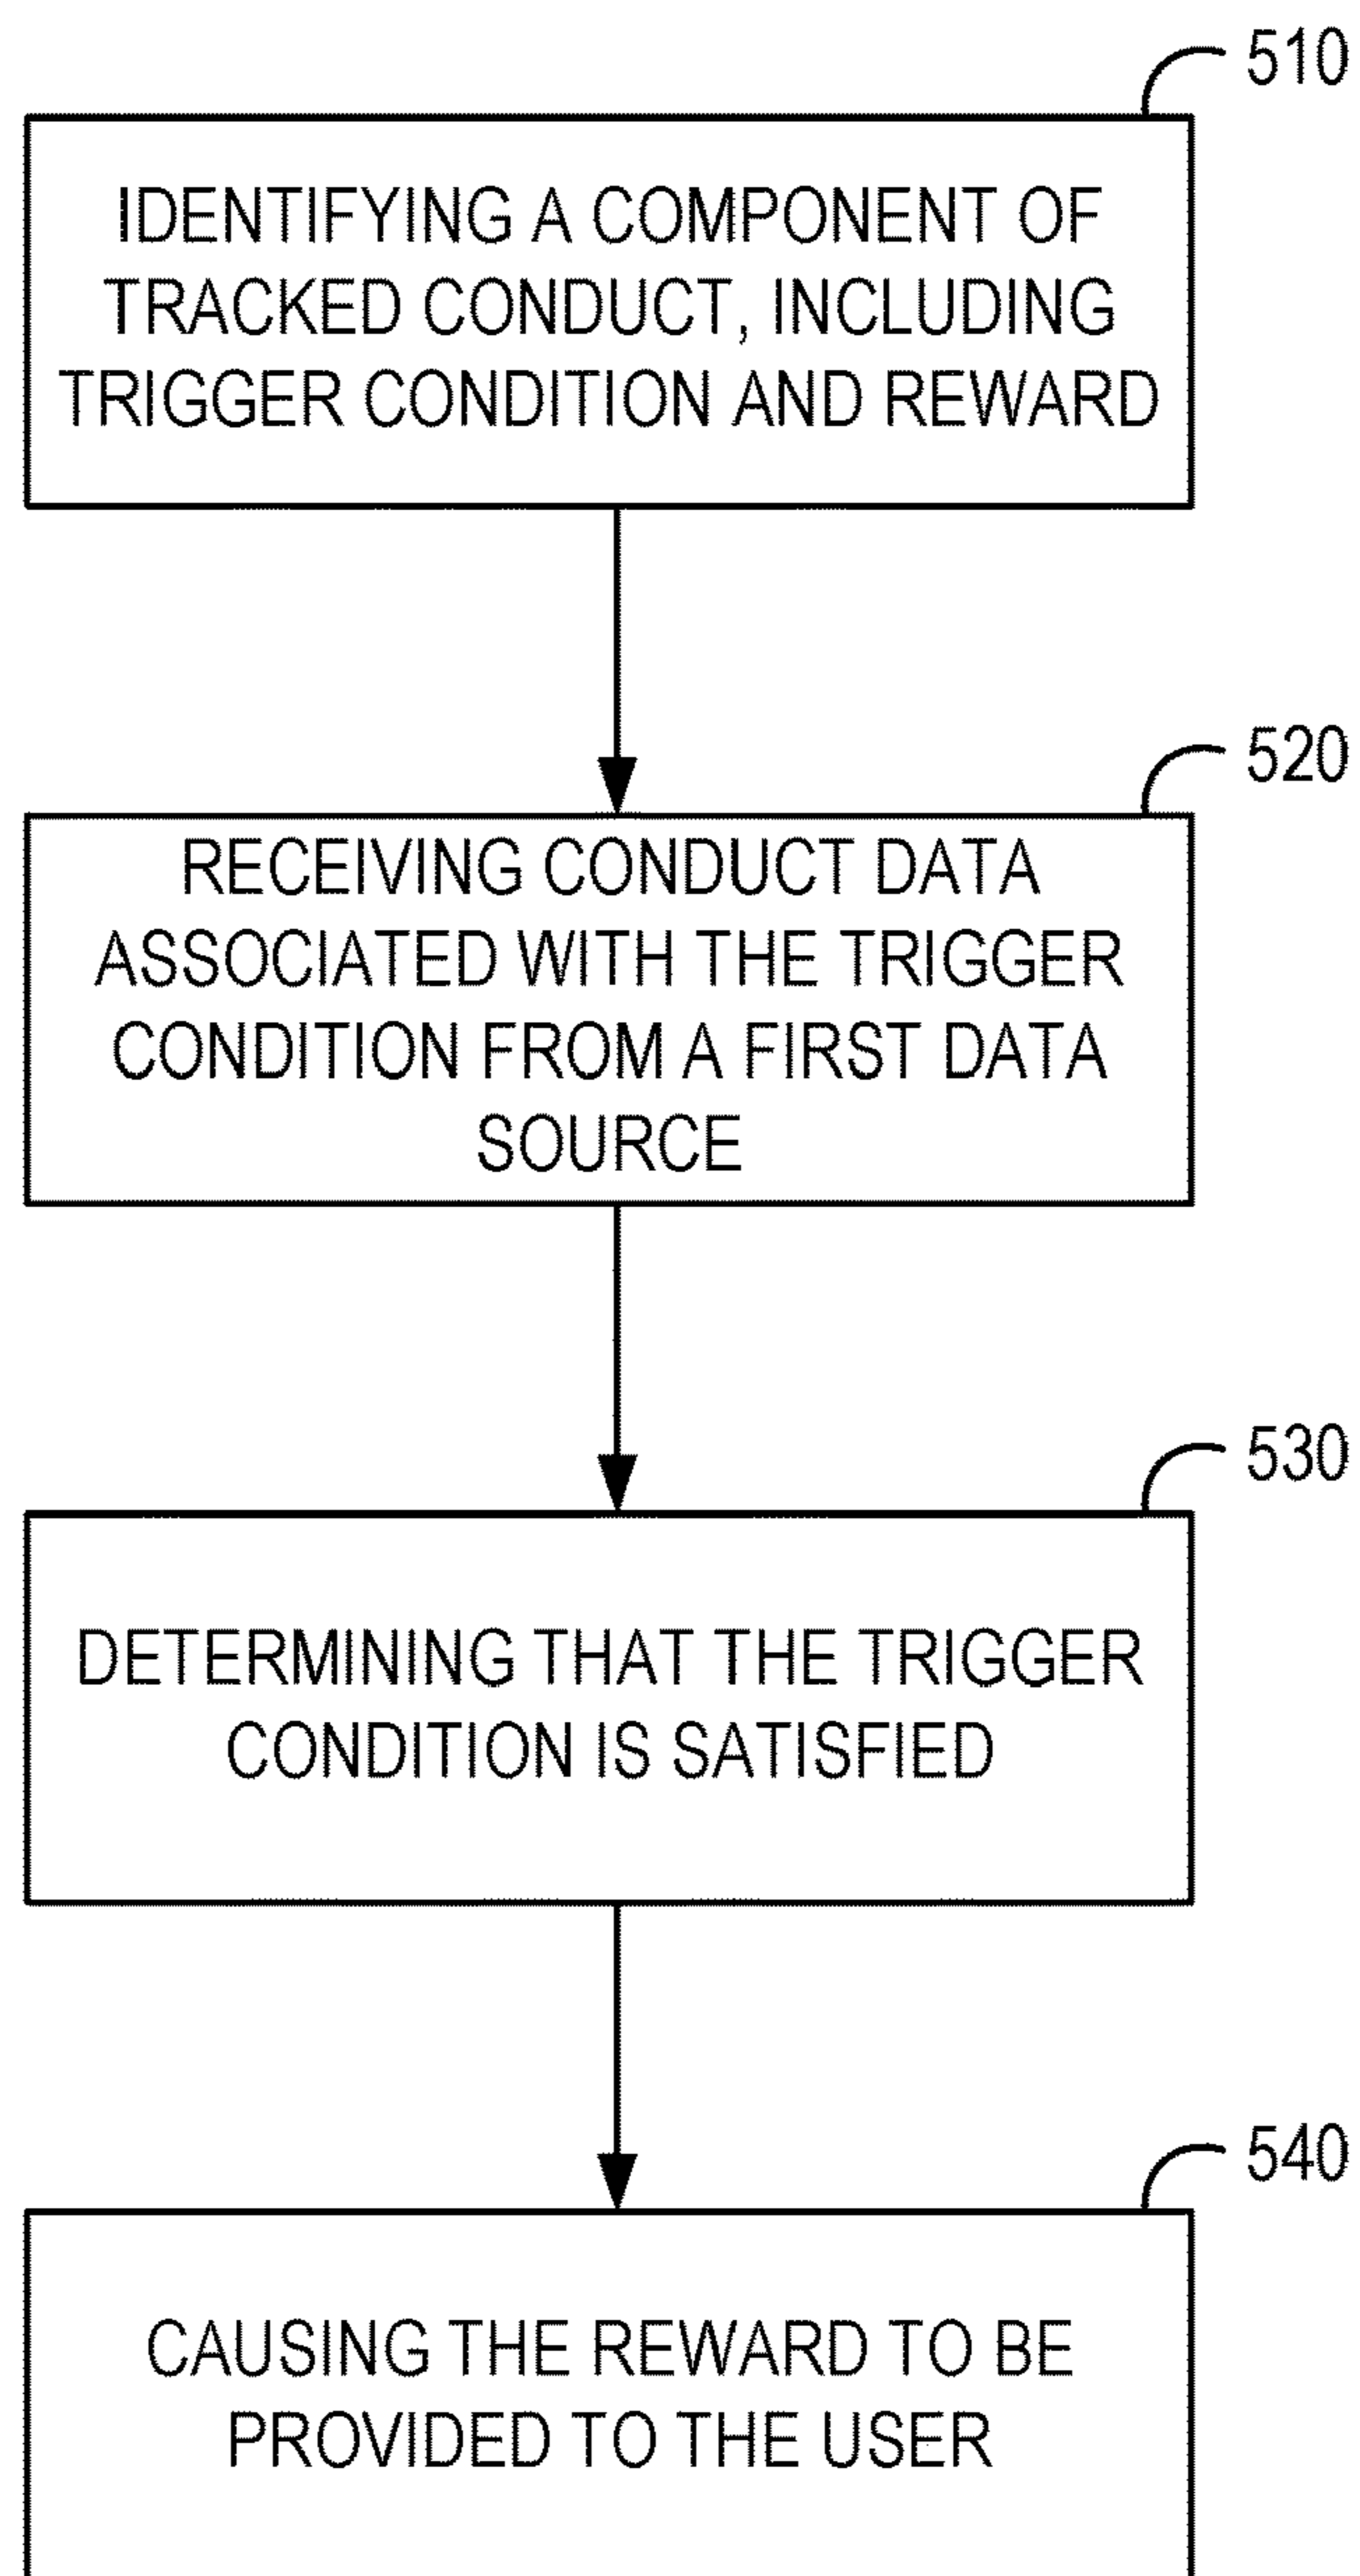 510
IDENTIFYING A COMPONENT OF
TRACKED CONDUCT, INCLUDING
TRIGGER CONDITION AND REWARD
520
RECEIVING CONDUCT DATA
ASSOCIATED WITH THE TRIGGER
CONDITION FROM A FIRST DATA
SOURCE
530
DETERMINING THAT THE TRIGGER
CONDITION IS SATISFIED
540
CAUSING THE REWARD TO BE
PROVIDED TO THE USER